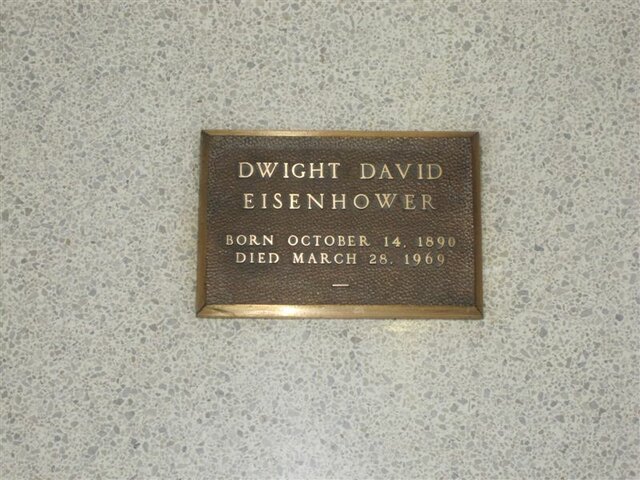 DWIGHT DAVID
EISENHOWER
BORN OCTOBER 14, 1890
DIED MARCH 28, 1969